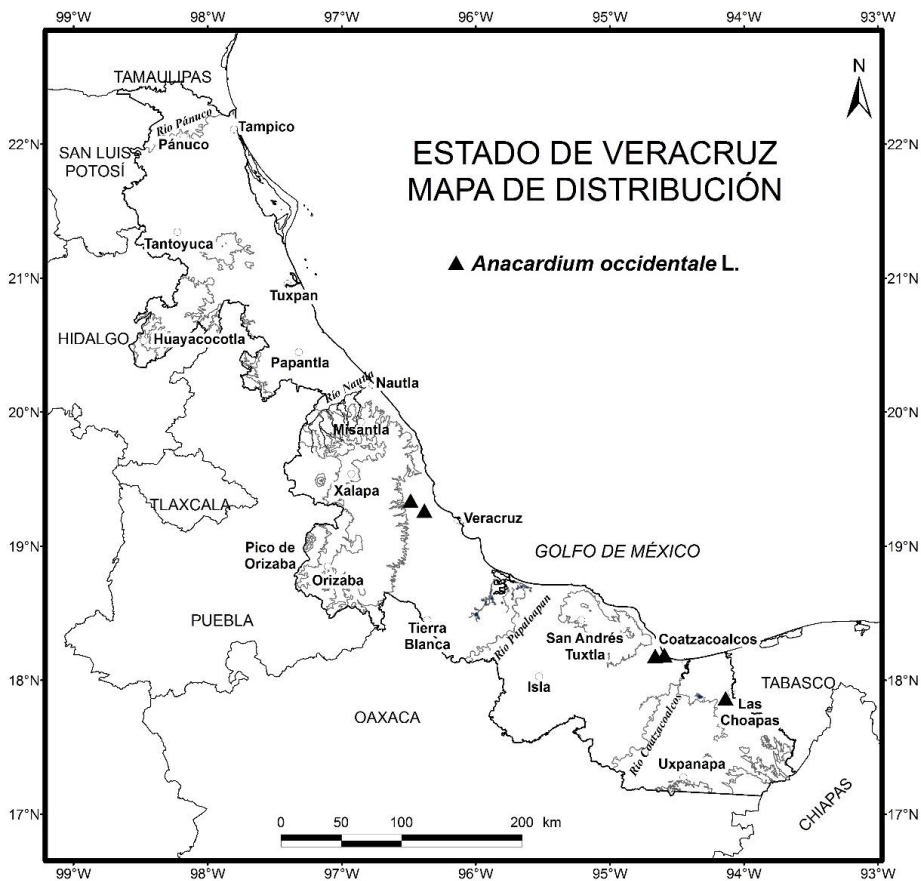 99°W 98°W 97°W 96°W 95°W 94°W 93°W
TAMAULIPAS
N
Río Pánuco
Tampico
22°N
Pánuco
22°N
SAN LUIS
POTOSÍ
ESTADO DE VERACRUZ
MAPA DE DISTRIBUCIÓN
Tantoyuca
Anacardium occidentale L.
21°N
21°N
Tuxpan
HIDALGO
Huayacocotla
Papantla
Río Nautla
Nautla
20°N
20°N
Misantla
Xalapa
TLAXCALA
Veracruz
19°N
19°N
Pico de
Orizaba
GOLFO DE MÉXICO
Orizaba
PUEBLA
Tierra
Blanca
Río Papaloapan
San Andrés
Tuxtla
Coatzacoalcos
18°N
18°N
Isla
TABASCO
Las
Choapas
OAXACA
Río Coatzacoalcos
Uxpanapa
17°N
17°N
CHIAPAS
0 50 100 200 km
99°W 98°W 97°W 96°W 95°W 94°W 93°W